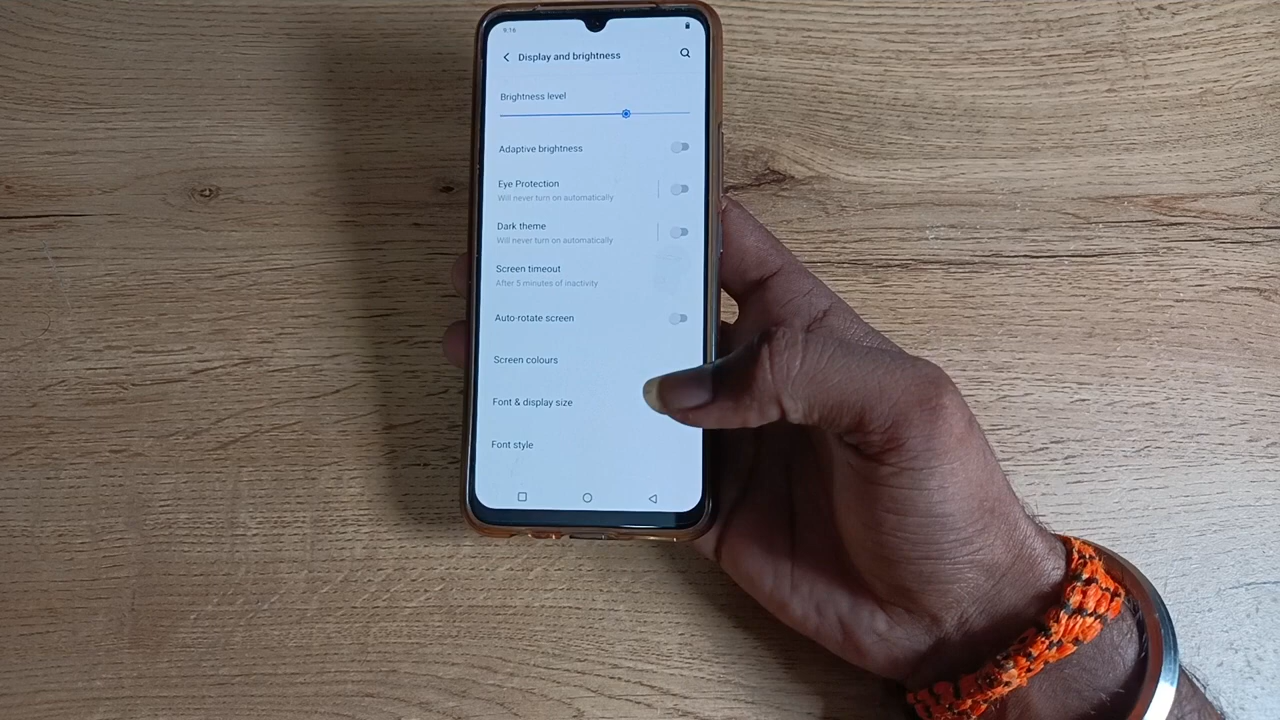 9:16
Display and brightness
Brightness level
Adaptive brightness
Eye Protection
Will never turn on automatically
Dark theme
Will never turn on automatically
Screen timeout
After 5 minutes of inactivity
Auto-rotate screen
Screen colours
Font & display size
Font style